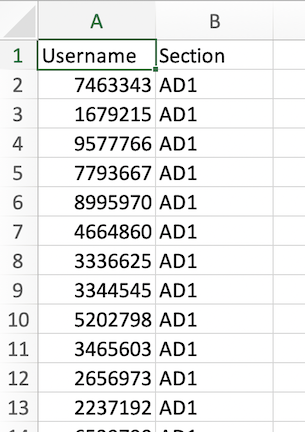 A B
1 Username Section
2 7463343 AD1
3 1679215 AD1
4 9577766 AD1
5 7793667 AD1
6 8995970 AD1
7 4664860 AD1
8 3336625 AD1
9 3344545 AD1
10 5202798 AD1
11 3465603 AD1
12 2656973 AD1
13 2237192 AD1